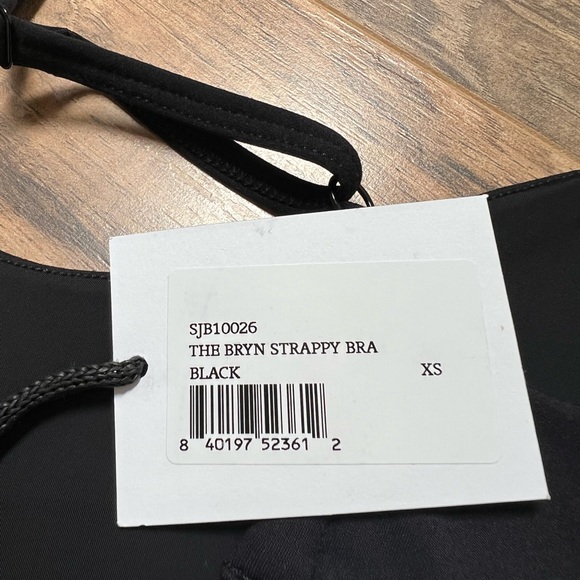 SJB10026
THE BRYN STRAPPY BRA
BLACK XS
8 40197 52361 2